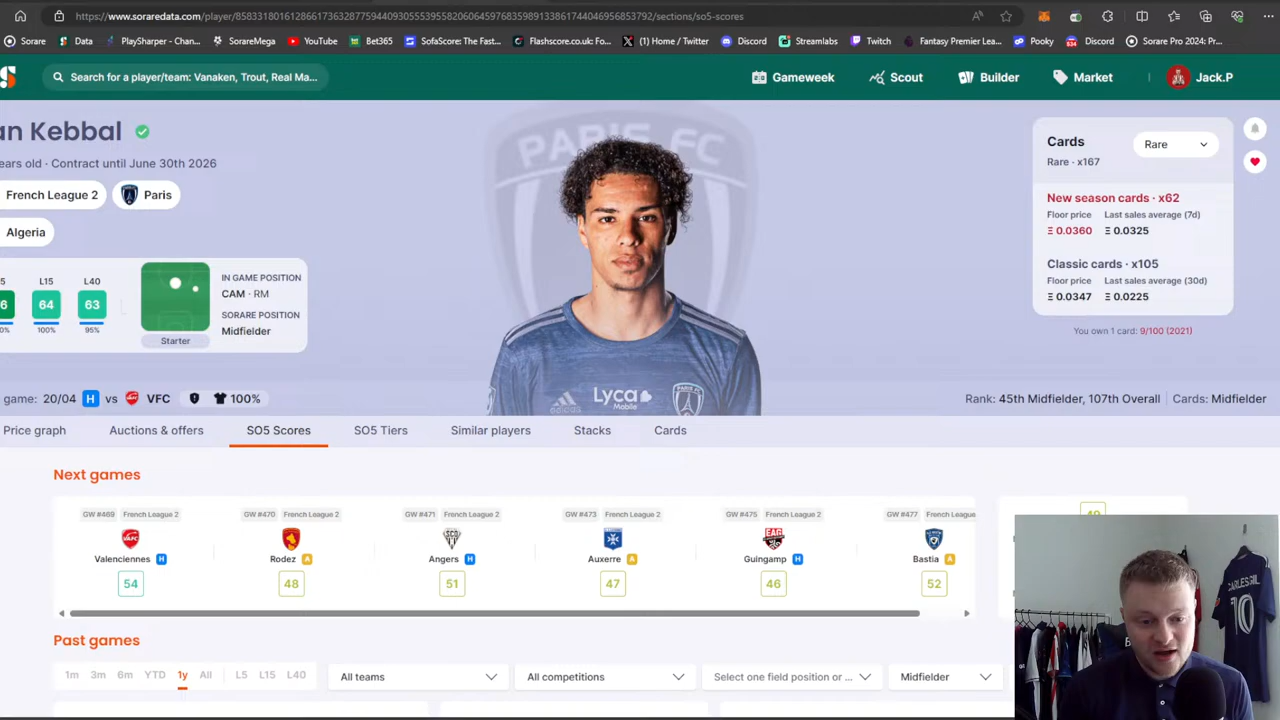 https://www.soraredata.com/player/85833180161286617363287759440930555395582060645976835989133861744046956853792/sections/so5-scores
Sorare Data PlaySharper - Chan... SorareMega YouTube Bet365 SofaScore: The Fast... Flashscore.co.uk: Fo... (1) Home / Twitter Discord Streamlabs Twitch Fantasy Premier Lea... Pooky Discord Sorare Pro 2024: Pr...
Search for a player/team: Vanaken, Trout, Real Ma... Gameweek Scout Builder Market Jack.P
PARIS FC
an Kebbal
ears old · Contract until June 30th 2026
French League 2 Paris
Algeria
L15 L40
64 63
100% 95%
Starter
IN GAME POSITION
CAM · RM
SORARE POSITION
Midfielder
Lyca
Mobile
Cards Rare
Rare · x167
New season cards · x62
Floor price Last sales average (7d)
Ξ 0.0360 Ξ 0.0325
Classic cards · x105
Floor price Last sales average (30d)
Ξ 0.0347 Ξ 0.0225
You own 1 card: 9/100 (2021)
game: 20/04 H vs VFC 100% Rank: 45th Midfielder, 107th Overall Cards: Midfielder
Price graph Auctions & offers SO5 Scores SO5 Tiers Similar players Stacks Cards
Next games
GW #469 French League 2 GW #470 French League 2 GW #471 French League 2 GW #473 French League 2 GW #475 French League 2 GW #477 French League
Valenciennes H Rodez A Angers H Auxerre A Guingamp H Bastia A
54 48 51 47 46 52
Past games
1m 3m 6m YTD 1y All L5 L15 L40 All teams All competitions Select one field position or ... Midfielder
CARLES GIL
10